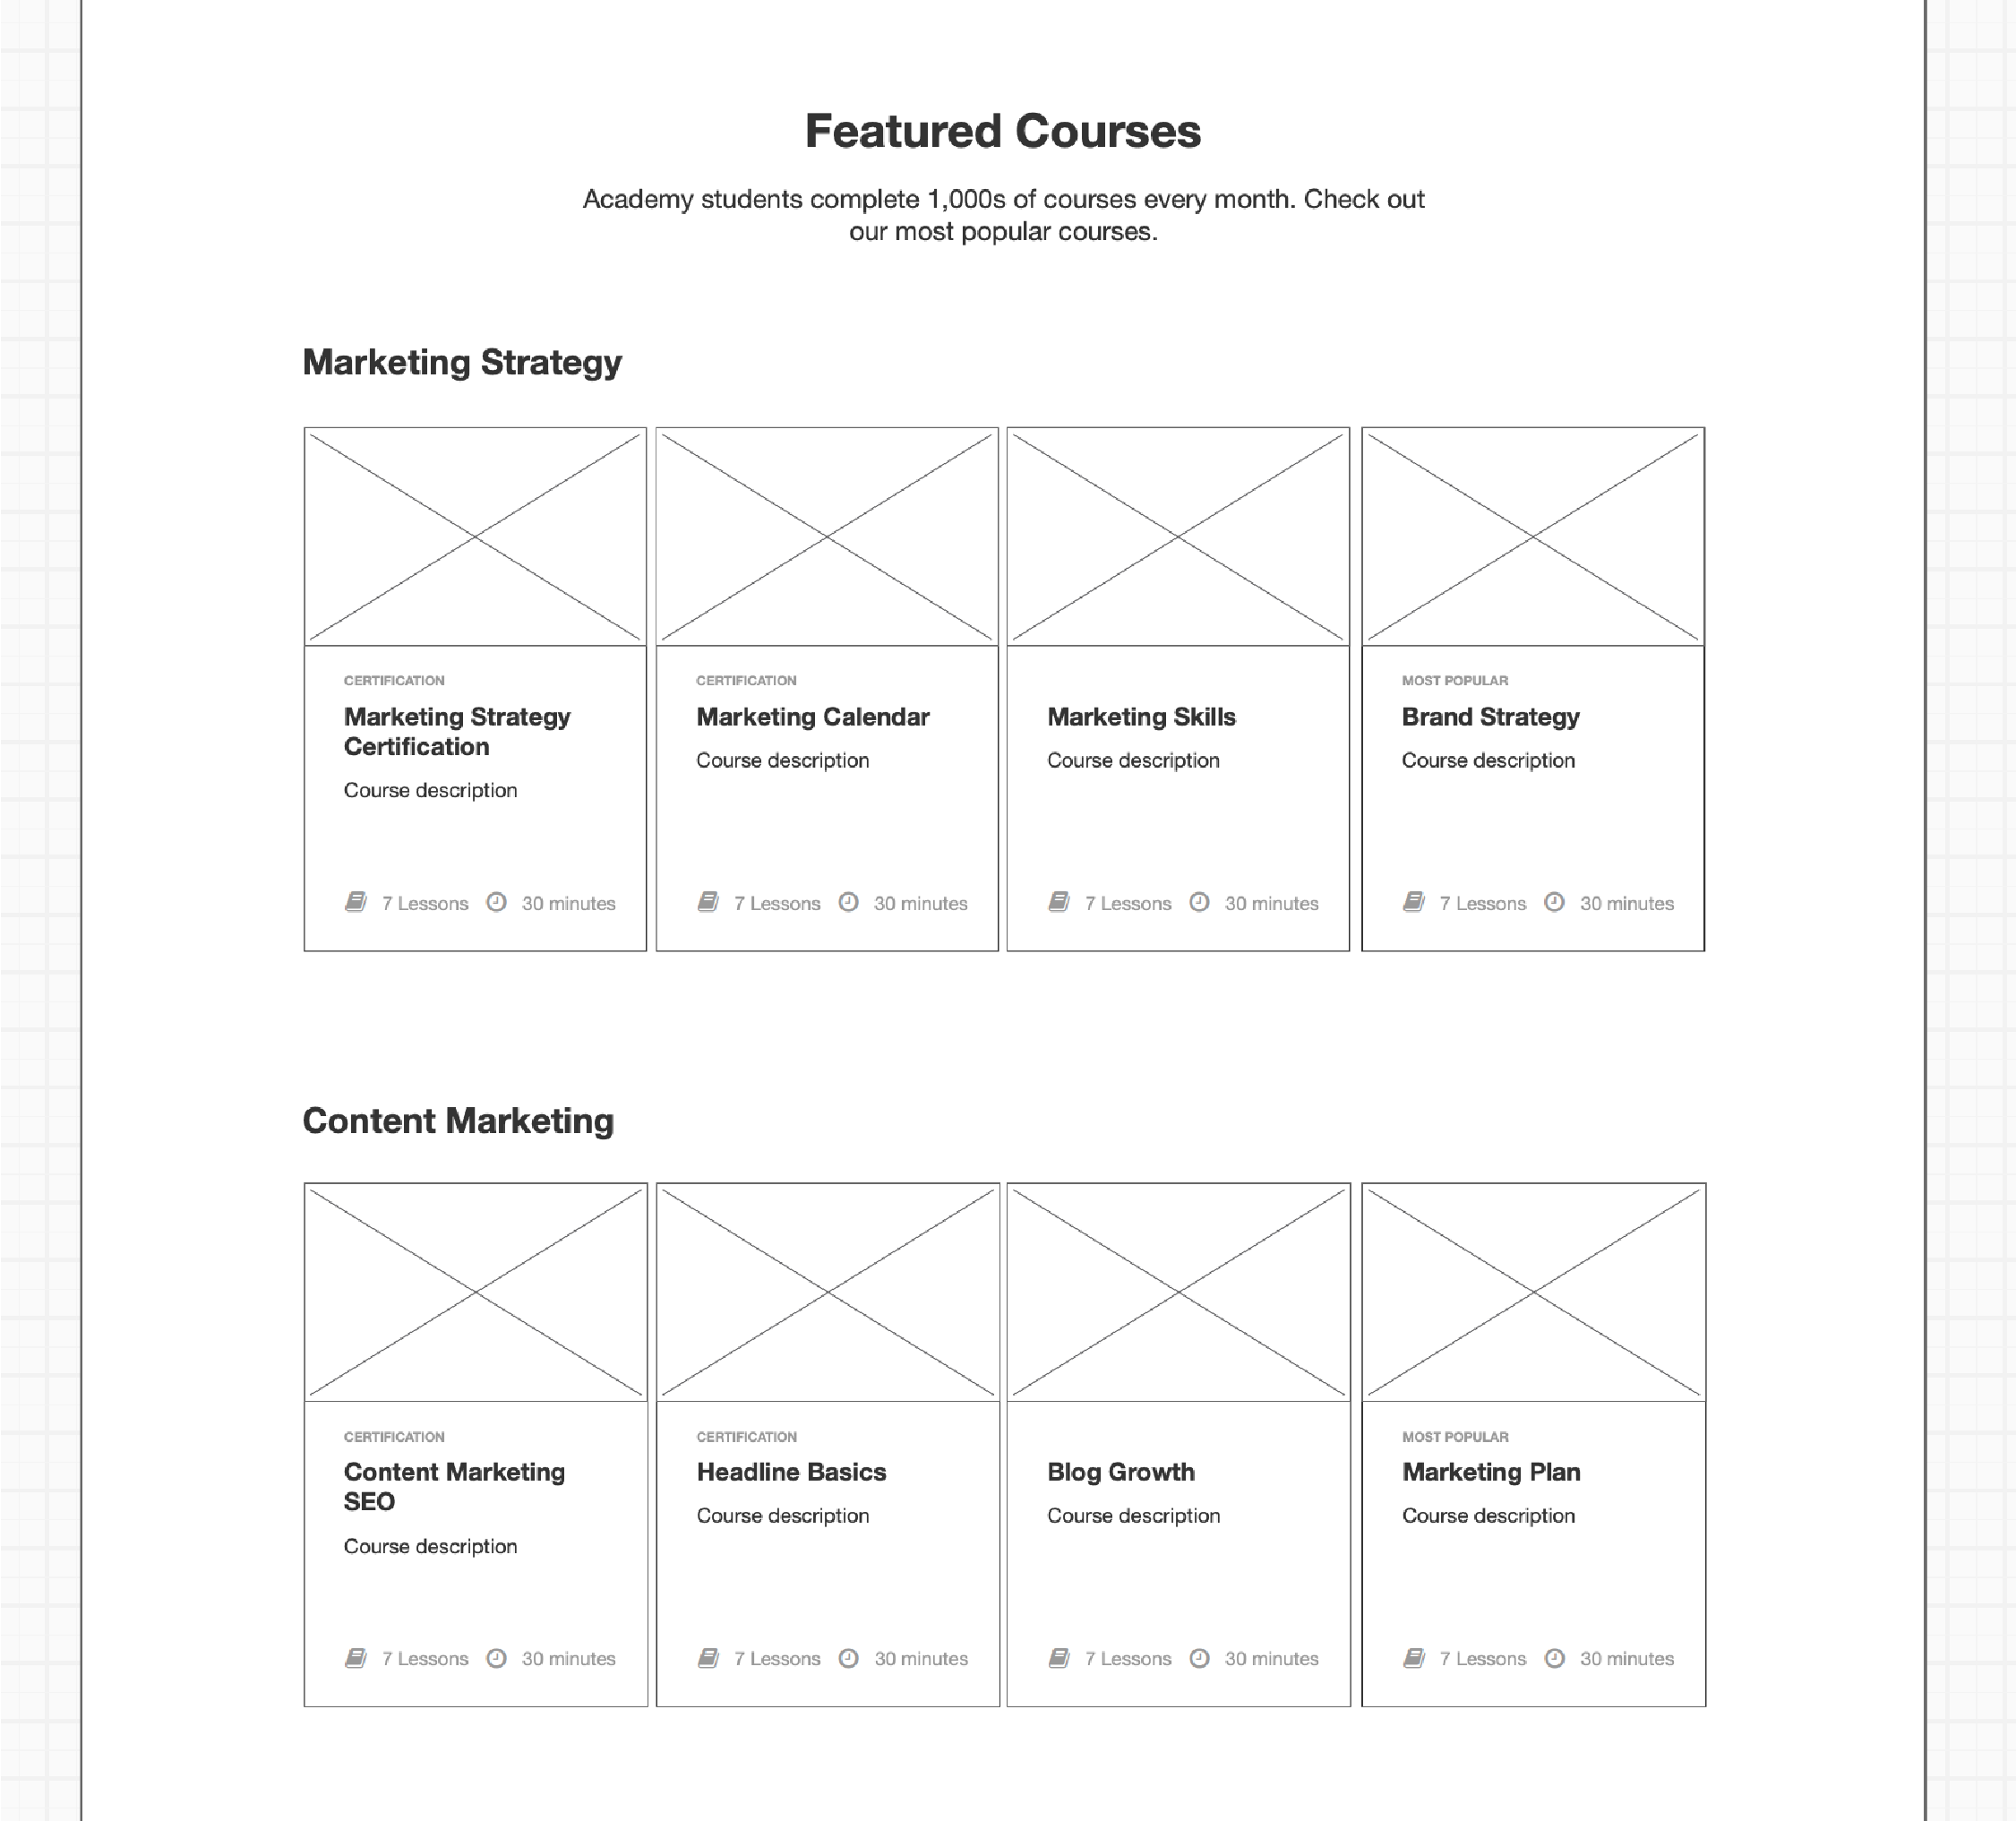 Featured Courses
Academy students complete 1,000s of courses every month. Check out
our most popular courses.
Marketing Strategy
CERTIFICATION
Marketing Strategy
Certification
Course description
7 Lessons 30 minutes
CERTIFICATION
Marketing Calendar
Course description
7 Lessons 30 minutes
Marketing Skills
Course description
7 Lessons 30 minutes
MOST POPULAR
Brand Strategy
Course description
7 Lessons 30 minutes
Content Marketing
CERTIFICATION
Content Marketing
SEO
Course description
7 Lessons 30 minutes
CERTIFICATION
Headline Basics
Course description
7 Lessons 30 minutes
Blog Growth
Course description
7 Lessons 30 minutes
MOST POPULAR
Marketing Plan
Course description
7 Lessons 30 minutes